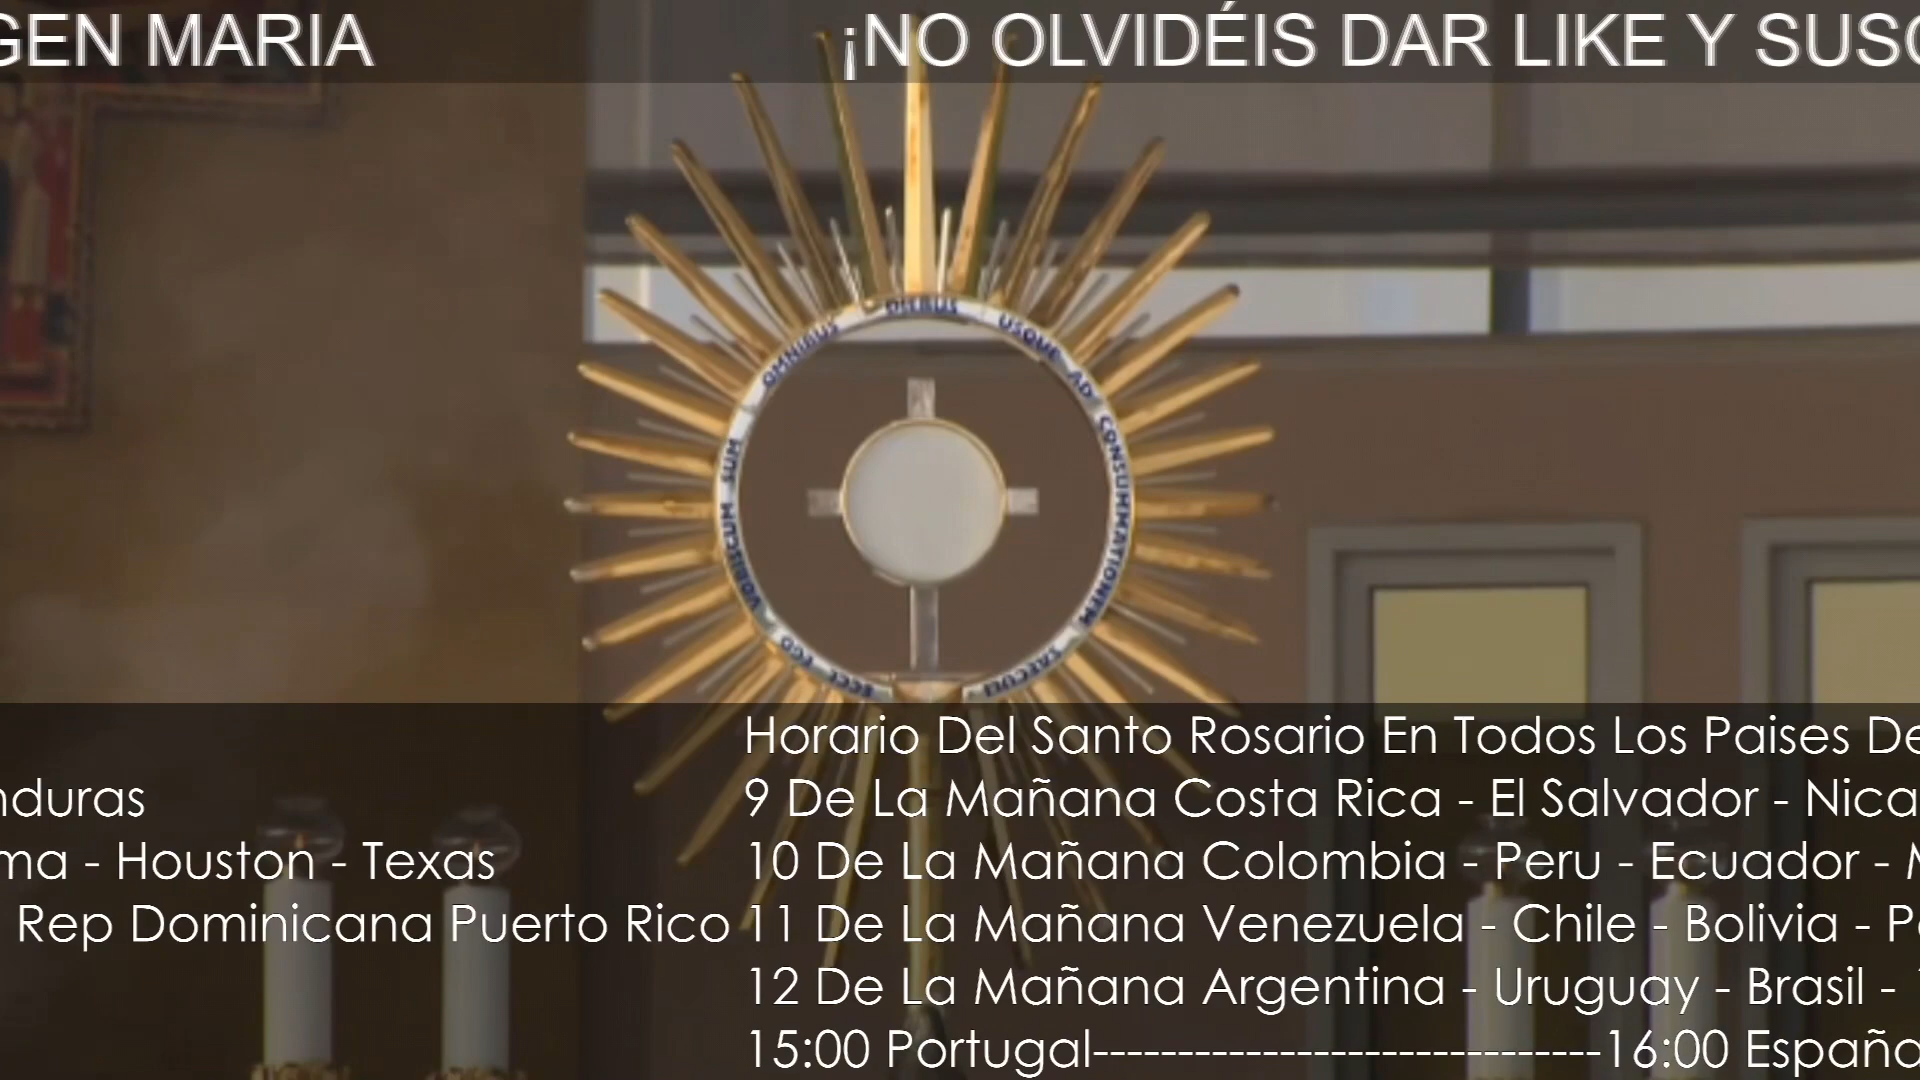 GEN MARIA ¡NO OLVIDÉIS DAR LIKE Y SUSC
ECCE EGO VOBISCUM SUM OMNIBUS DIEBUS USQUE AD CONSUMMATIONEM SAECULI
Horario Del Santo Rosario En Todos Los Paises De
nduras 9 De La Mañana Costa Rica - El Salvador - Nica
ma - Houston - Texas 10 De La Mañana Colombia - Peru - Ecuador -
Rep Dominicana Puerto Rico 11 De La Mañana Venezuela - Chile - Bolivia - P
12 De La Mañana Argentina - Uruguay - Brasil -
15:00 Portugal------------------------------16:00 España